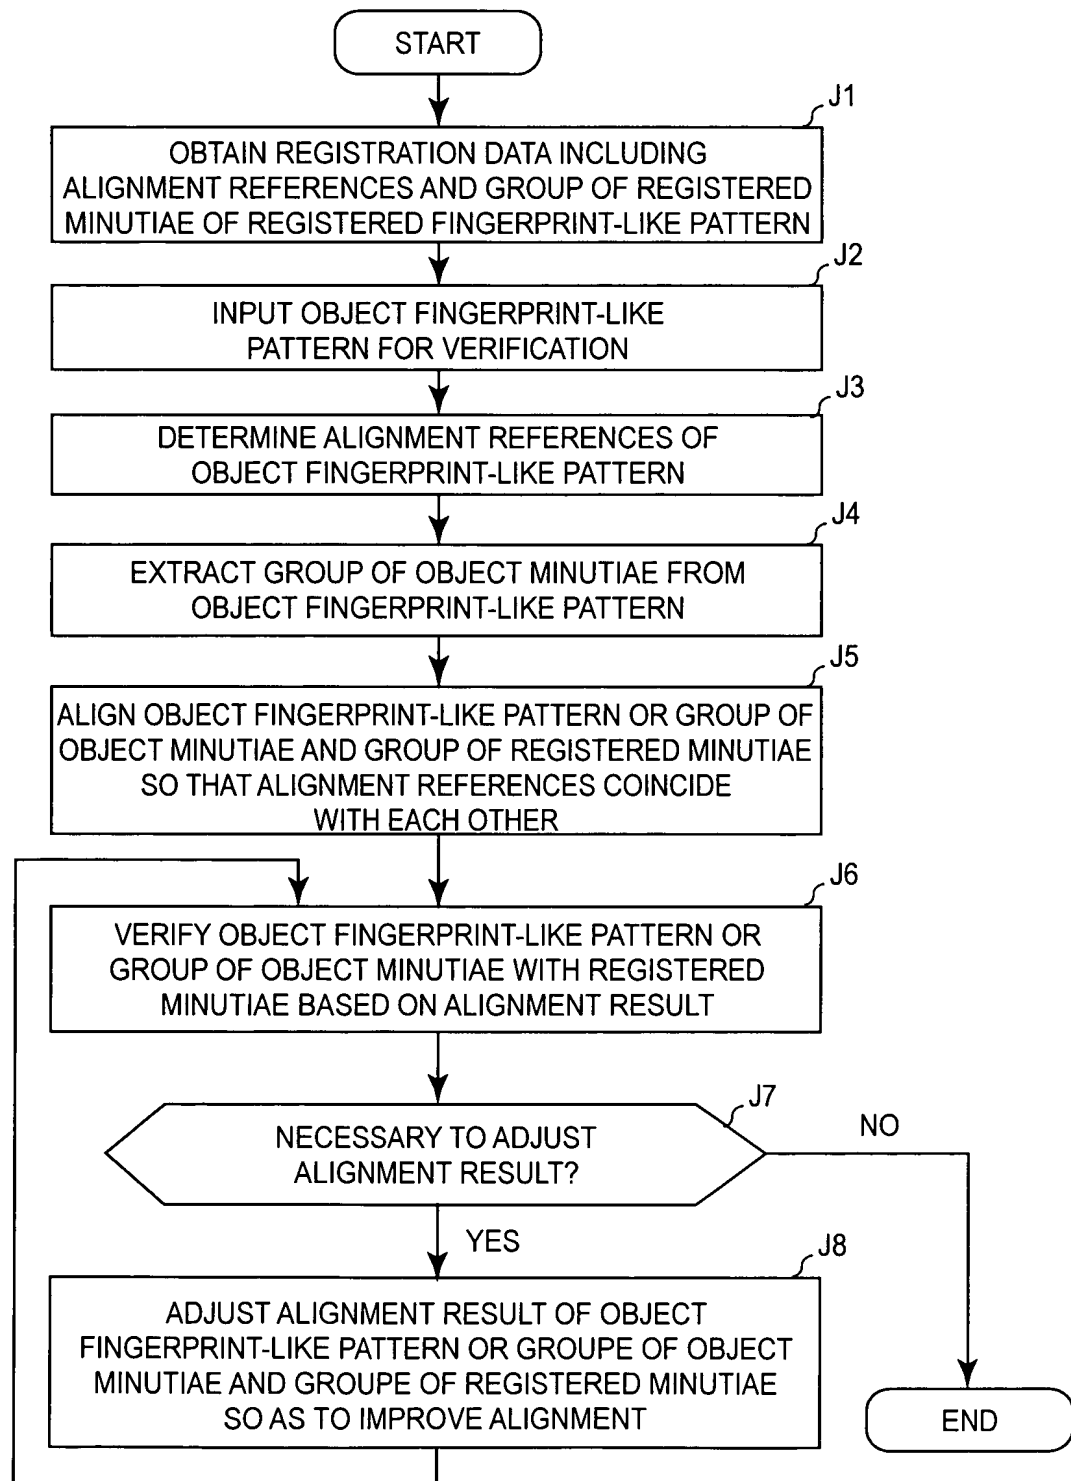 START
J1
OBTAIN REGISTRATION DATA INCLUDING
ALIGNMENT REFERENCES AND GROUP OF REGISTERED
MINUTIAE OF REGISTERED FINGERPRINT-LIKE PATTERN
J2
INPUT OBJECT FINGERPRINT-LIKE
PATTERN FOR VERIFICATION
J3
DETERMINE ALIGNMENT REFERENCES OF
OBJECT FINGERPRINT-LIKE PATTERN
J4
EXTRACT GROUP OF OBJECT MINUTIAE FROM
OBJECT FINGERPRINT-LIKE PATTERN
J5
ALIGN OBJECT FINGERPRINT-LIKE PATTERN OR GROUP OF
OBJECT MINUTIAE AND GROUP OF REGISTERED MINUTIAE
SO THAT ALIGNMENT REFERENCES COINCIDE
WITH EACH OTHER
J6
VERIFY OBJECT FINGERPRINT-LIKE PATTERN OR
GROUP OF OBJECT MINUTIAE WITH REGISTERED
MINUTIAE BASED ON ALIGNMENT RESULT
J7
NECESSARY TO ADJUST
ALIGNMENT RESULT?
NO
YES
J8
ADJUST ALIGNMENT RESULT OF OBJECT
FINGERPRINT-LIKE PATTERN OR GROUPE OF OBJECT
MINUTIAE AND GROUPE OF REGISTERED MINUTIAE
SO AS TO IMPROVE ALIGNMENT
END